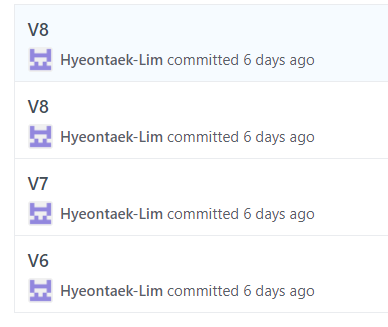 V8
Hyeontaek-Lim committed 6 days ago
V8
Hyeontaek-Lim committed 6 days ago
V7
Hyeontaek-Lim committed 6 days ago
V6
Hyeontaek-Lim committed 6 days ago